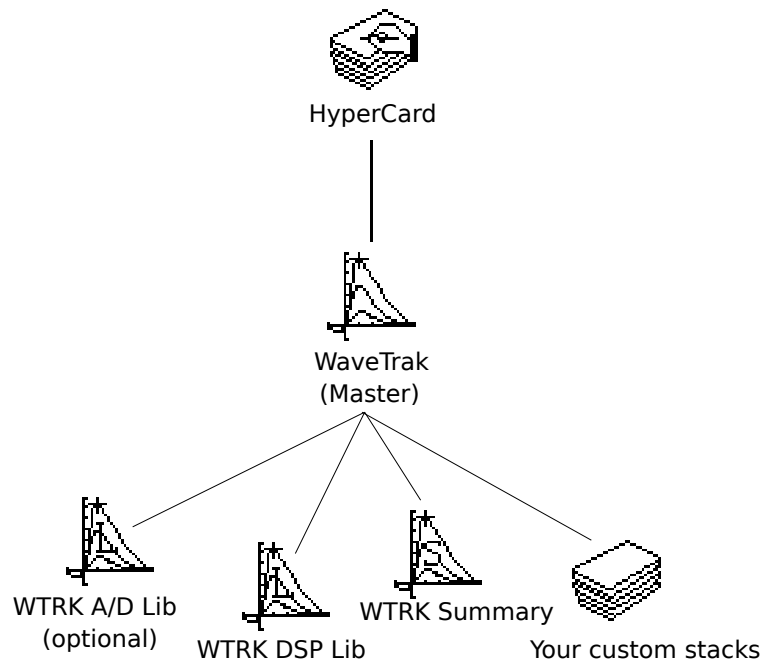 HyperCard
WaveTrak
(Master)
WTRK A/D Lib
(optional)
WTRK DSP Lib
WTRK Summary
Your custom stacks